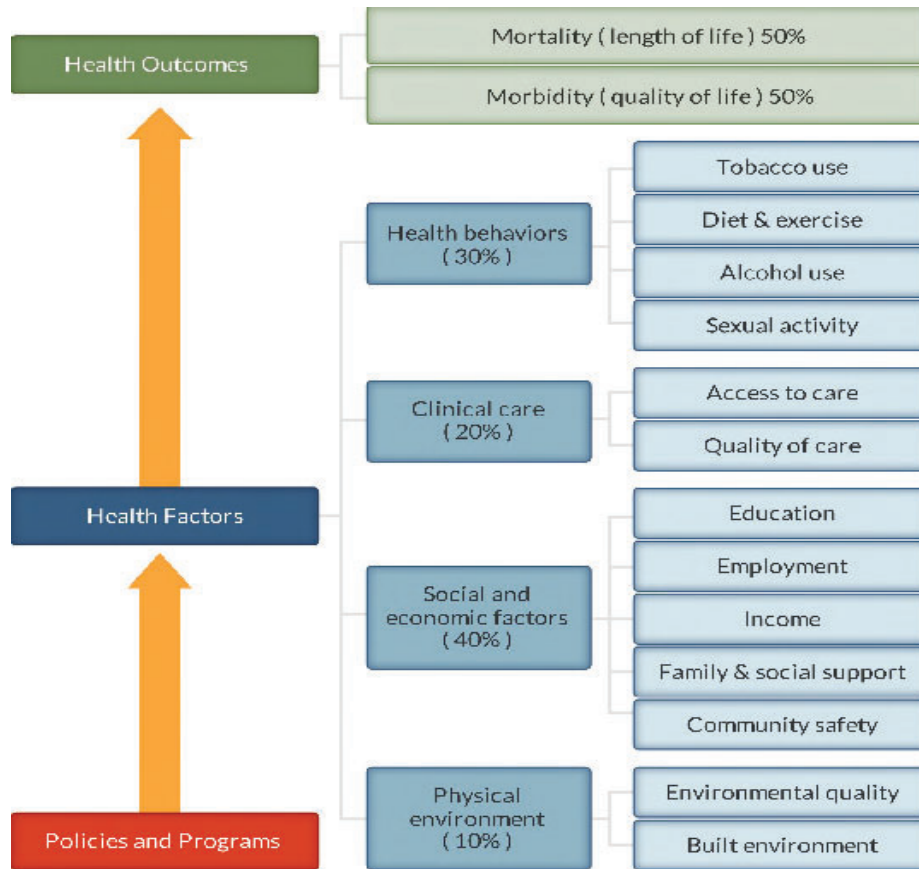 Health Outcomes
Mortality ( length of life ) 50%
Morbidity ( quality of life ) 50%
Health Factors
Health behaviors
( 30% )
Tobacco use
Diet & exercise
Alcohol use
Sexual activity
Clinical care
( 20% )
Access to care
Quality of care
Social and
economic factors
( 40% )
Education
Employment
Income
Family & social support
Community safety
Physical
environment
( 10% )
Environmental quality
Built environment
Policies and Programs